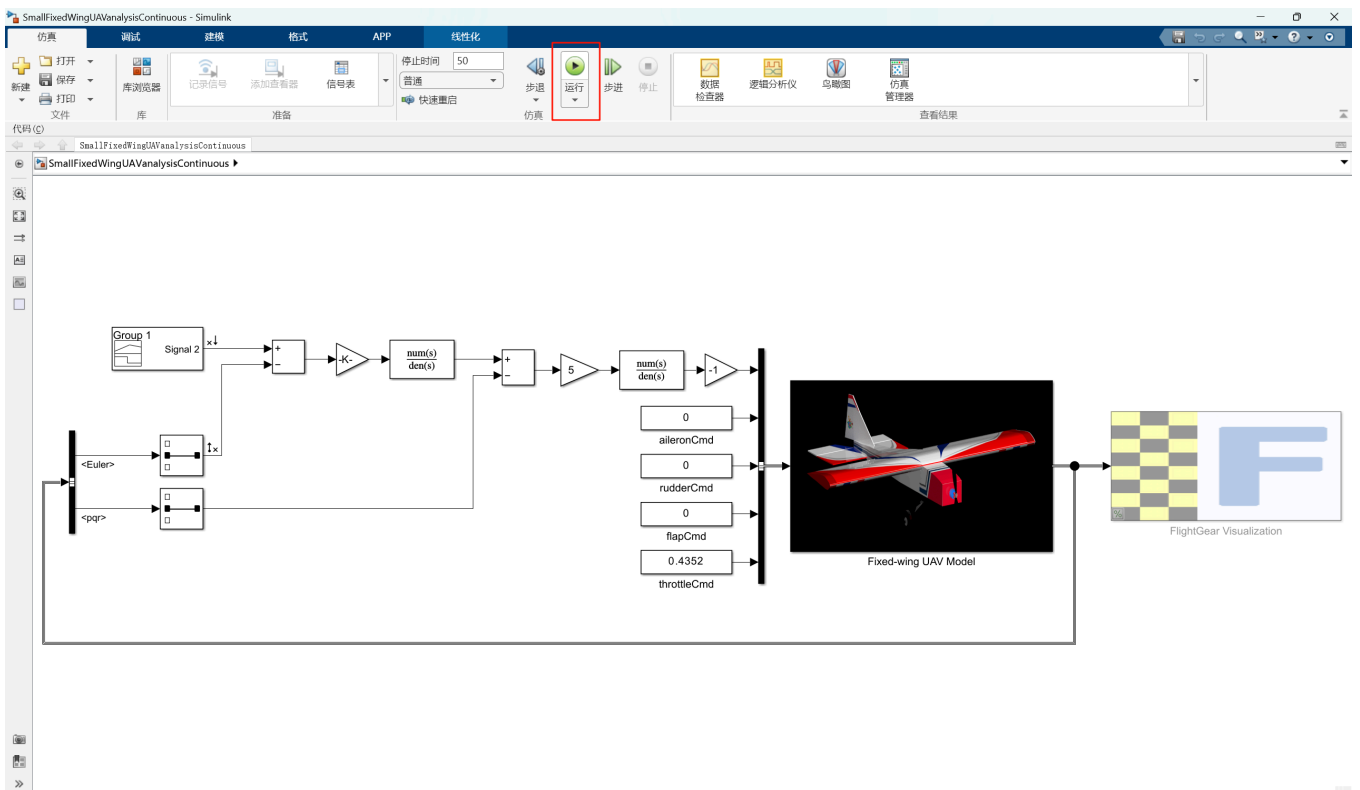 SmallFixedWingUAVanalysisContinuous - Simulink
仿真 调试 建模 格式 APP 线性化
新建
打开
保存
打印
文件
库浏览器
库
记录信号
添加查看器
信号表
准备
停止时间 50
普通
快速重启
步退
运行
步进
停止
仿真
数据
检查器
逻辑分析仪
鸟瞰图
仿真
管理器
查看结果
代码(C)
SmallFixedWingUAVanalysisContinuous
SmallFixedWingUAVanalysisContinuous
Group 1
Signal 2
+
−
-K-
num(s)
den(s)
+
−
5
num(s)
den(s)
-1
0
aileronCmd
0
rudderCmd
0
flapCmd
0.4352
throttleCmd
<Euler>
<pqr>
Fixed-wing UAV Model
F
FlightGear Visualization